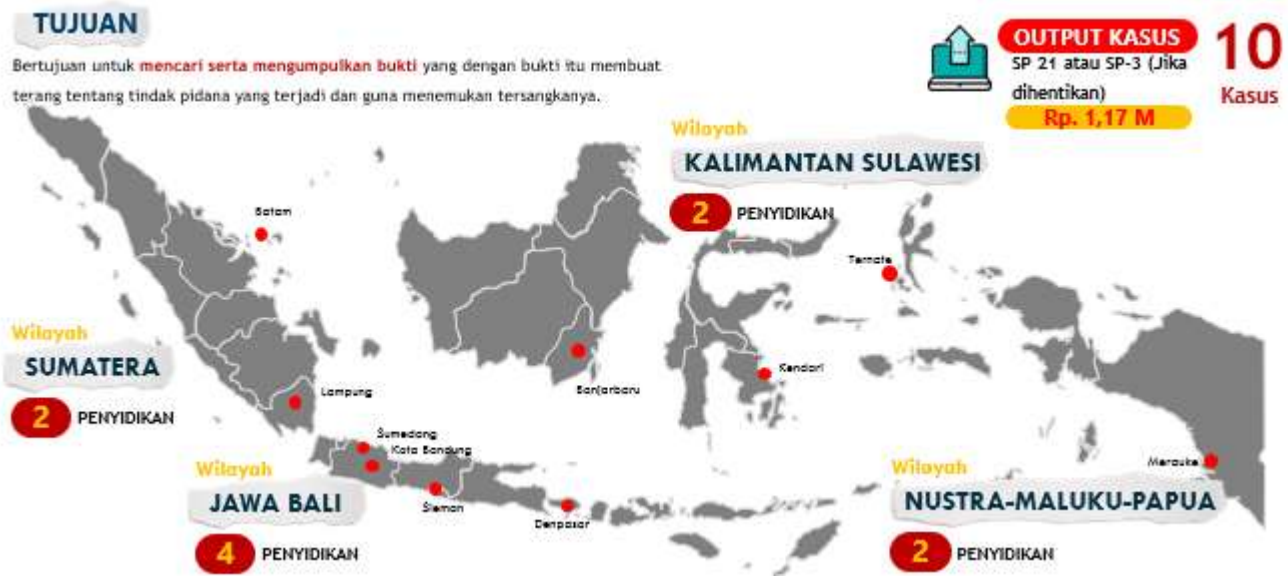 TUJUAN
Bertujuan untuk mencari serta mengumpulkan bukti yang dengan bukti itu membuat
terang tentang tindak pidana yang terjadi dan guna menemukan tersangkanya.
OUTPUT KASUS
SP 21 atau SP-3 (Jika
dihentikan)
Rp. 1,17 M
10
Kasus
Wilayah
KALIMANTAN SULAWESI
2 PENYIDIKAN
Batam
Ternate
Wilayah
SUMATERA
2 PENYIDIKAN
Lampung
Banjarbaru
Kendari
Sumedang
Kota Bandung
Sleman
Denpasar
Merauke
Wilayah
JAWA BALI
4 PENYIDIKAN
Wilayah
NUSTRA-MALUKU-PAPUA
2 PENYIDIKAN